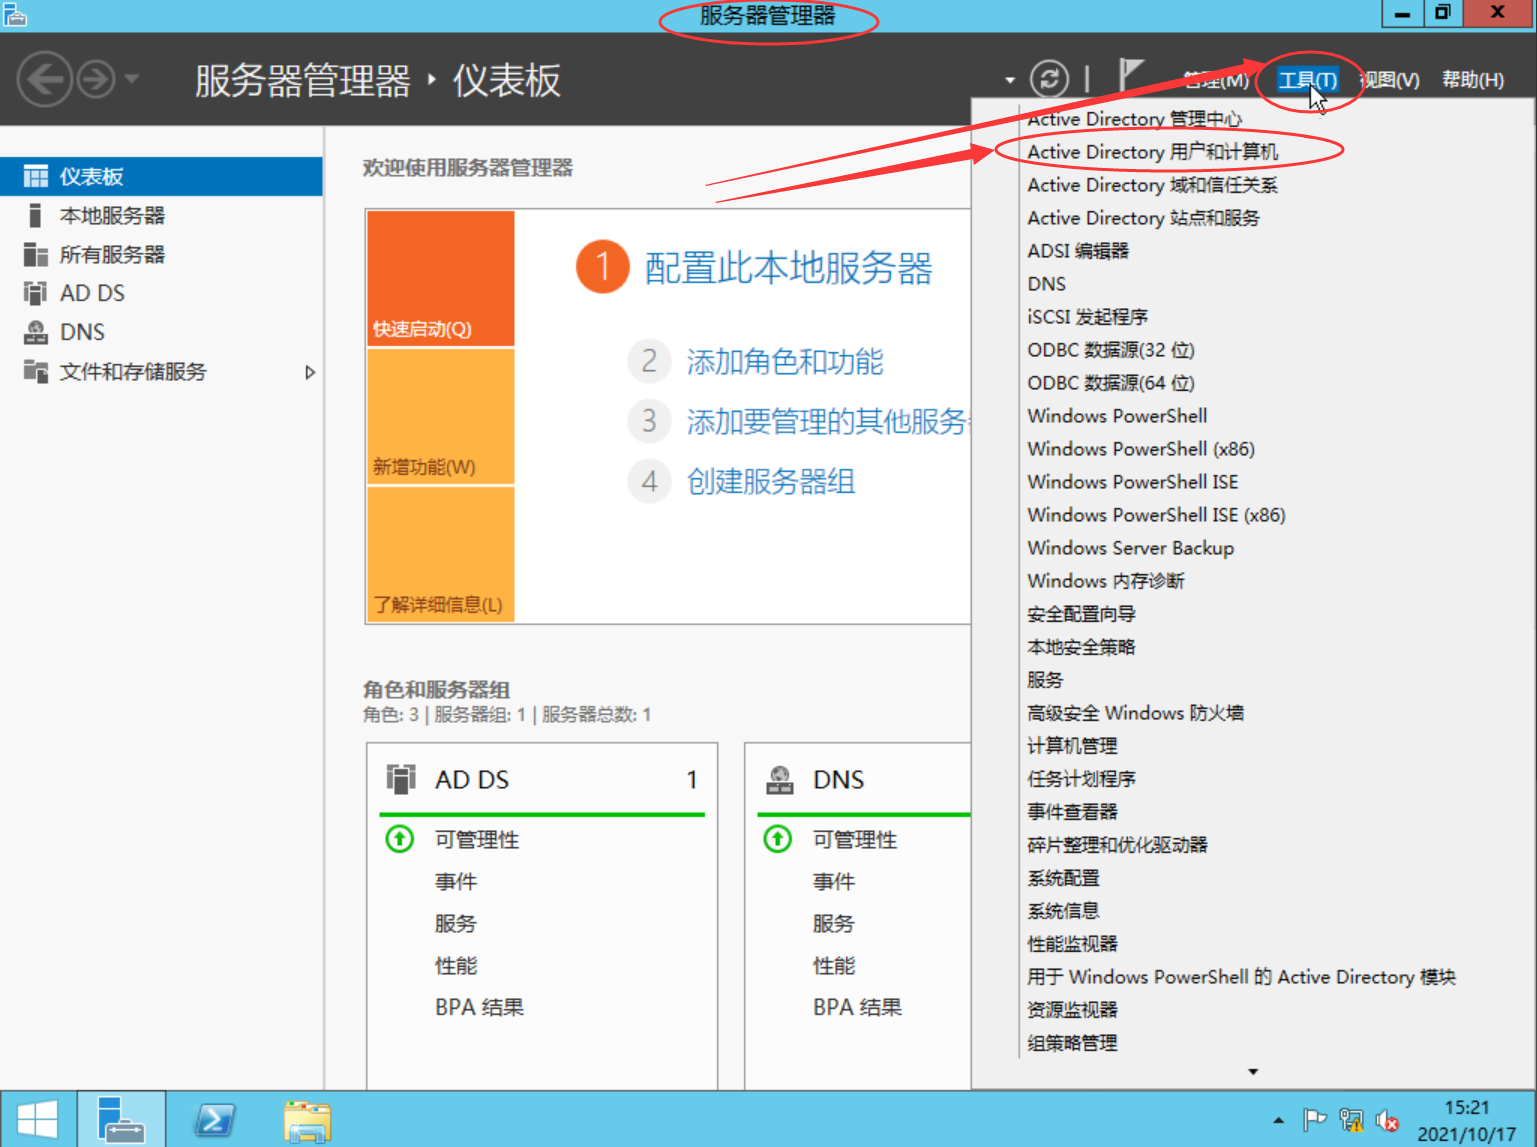 服务器管理器
服务器管理器 ‣ 仪表板
管理(M) 工具(T) 视图(V) 帮助(H)
仪表板
本地服务器
所有服务器
AD DS
DNS
文件和存储服务
欢迎使用服务器管理器
快速启动(Q)
新增功能(W)
了解详细信息(L)
1 配置此本地服务器
2 添加角色和功能
3 添加要管理的其他服务
4 创建服务器组
角色和服务器组
角色: 3 | 服务器组: 1 | 服务器总数: 1
AD DS 1
可管理性
事件
服务
性能
BPA 结果
DNS
可管理性
事件
服务
性能
BPA 结果
Active Directory 管理中心
Active Directory 用户和计算机
Active Directory 域和信任关系
Active Directory 站点和服务
ADSI 编辑器
DNS
iSCSI 发起程序
ODBC 数据源(32 位)
ODBC 数据源(64 位)
Windows PowerShell
Windows PowerShell (x86)
Windows PowerShell ISE
Windows PowerShell ISE (x86)
Windows Server Backup
Windows 内存诊断
安全配置向导
本地安全策略
服务
高级安全 Windows 防火墙
计算机管理
任务计划程序
事件查看器
碎片整理和优化驱动器
系统配置
系统信息
性能监视器
用于 Windows PowerShell 的 Active Directory 模块
资源监视器
组策略管理
15:21
2021/10/17